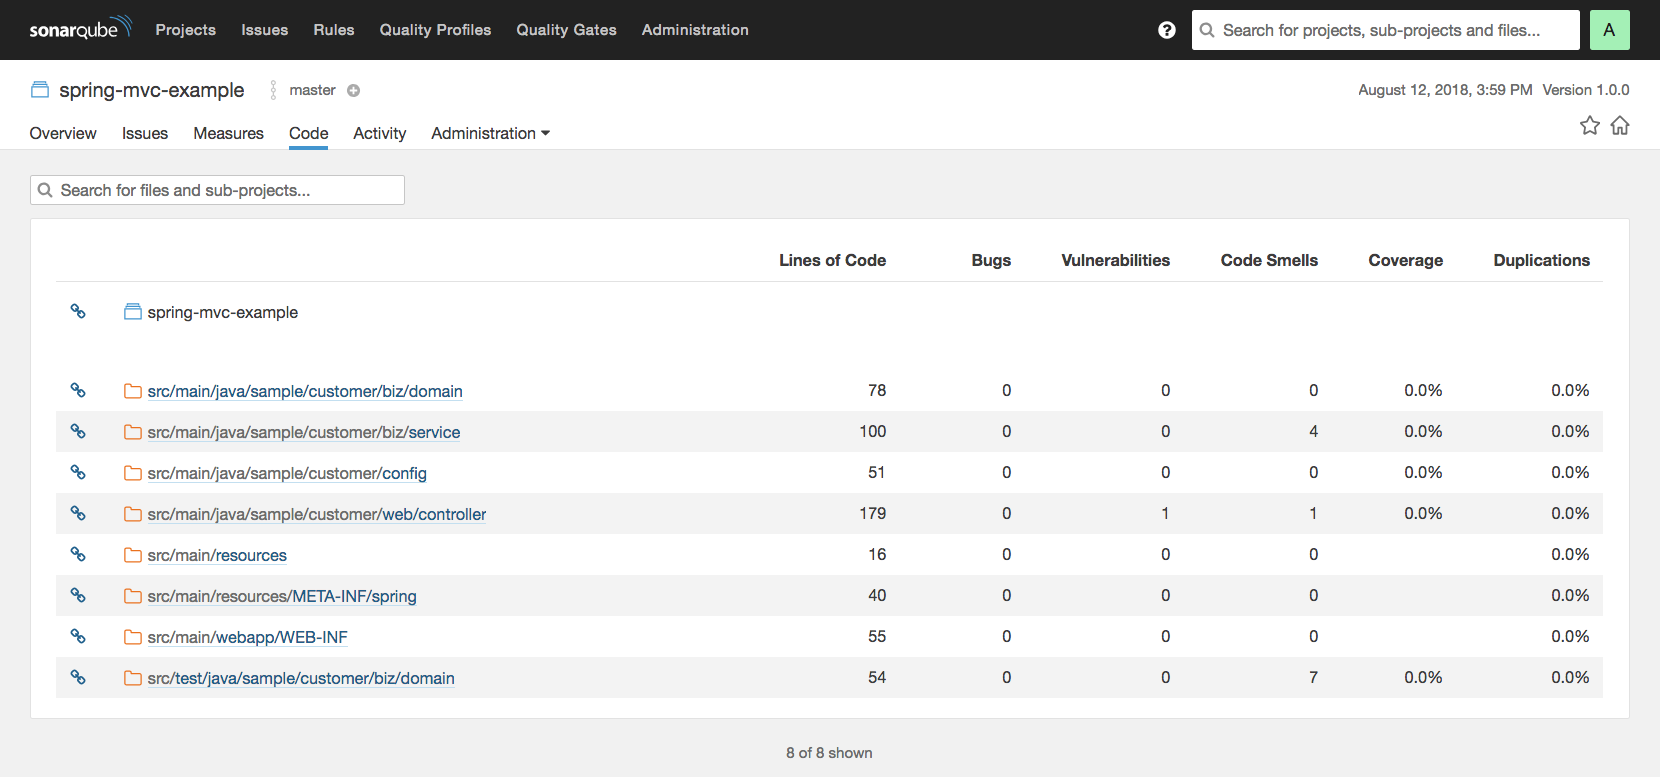 sonarqube Projects Issues Rules Quality Profiles Quality Gates Administration ? Search for projects, sub-projects and files... A
spring-mvc-example master August 12, 2018, 3:59 PM Version 1.0.0
Overview Issues Measures Code Activity Administration
Search for files and sub-projects...
Lines of Code Bugs Vulnerabilities Code Smells Coverage Duplications
spring-mvc-example
src/main/java/sample/customer/biz/domain 78 0 0 0 0.0% 0.0%
src/main/java/sample/customer/biz/service 100 0 0 4 0.0% 0.0%
src/main/java/sample/customer/config 51 0 0 0 0.0% 0.0%
src/main/java/sample/customer/web/controller 179 0 1 1 0.0% 0.0%
src/main/resources 16 0 0 0 0.0%
src/main/resources/META-INF/spring 40 0 0 0 0.0%
src/main/webapp/WEB-INF 55 0 0 0 0.0%
src/test/java/sample/customer/biz/domain 54 0 0 7 0.0% 0.0%
8 of 8 shown